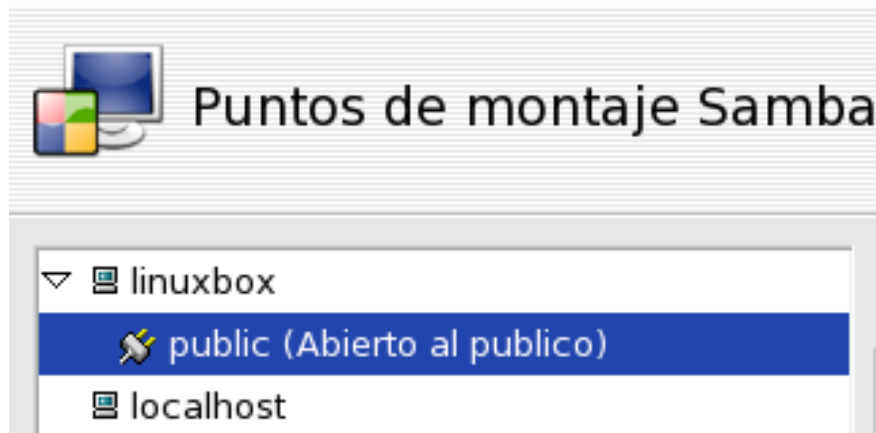 Puntos de montaje Samba
linuxbox
public (Abierto al publico)
localhost